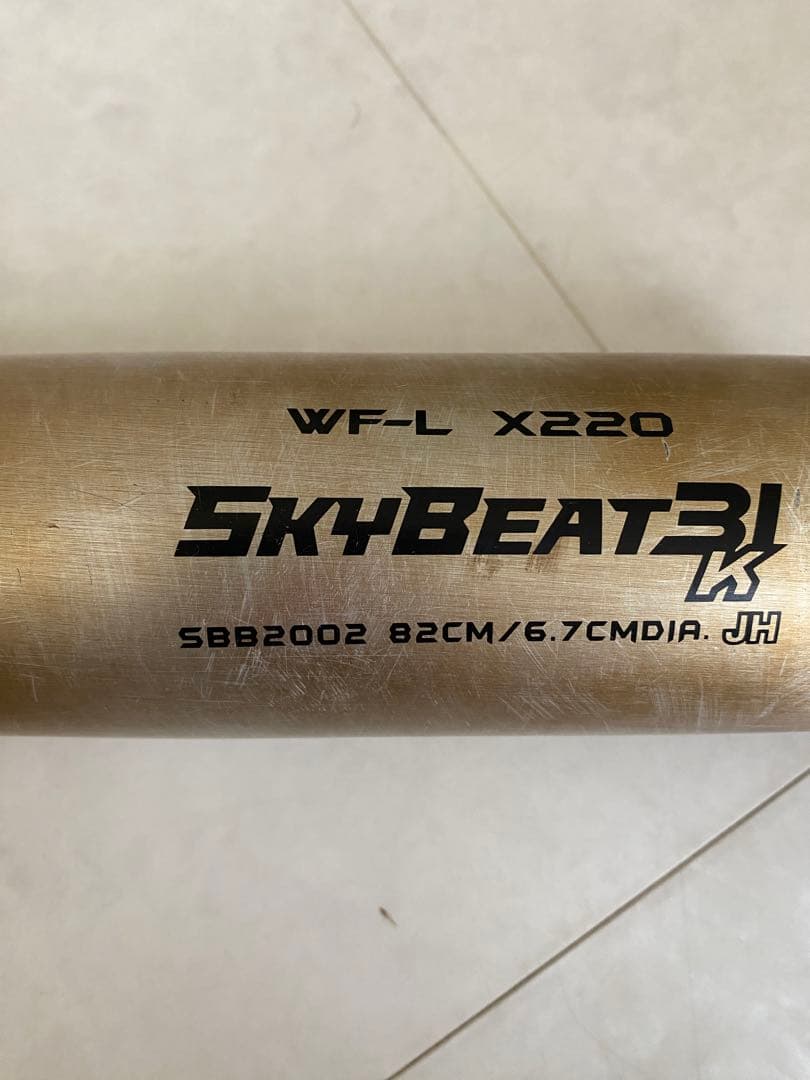 WF-L X220
SKYBEAT31
K
SBB2002 82CM/6.7CMDIA. JH